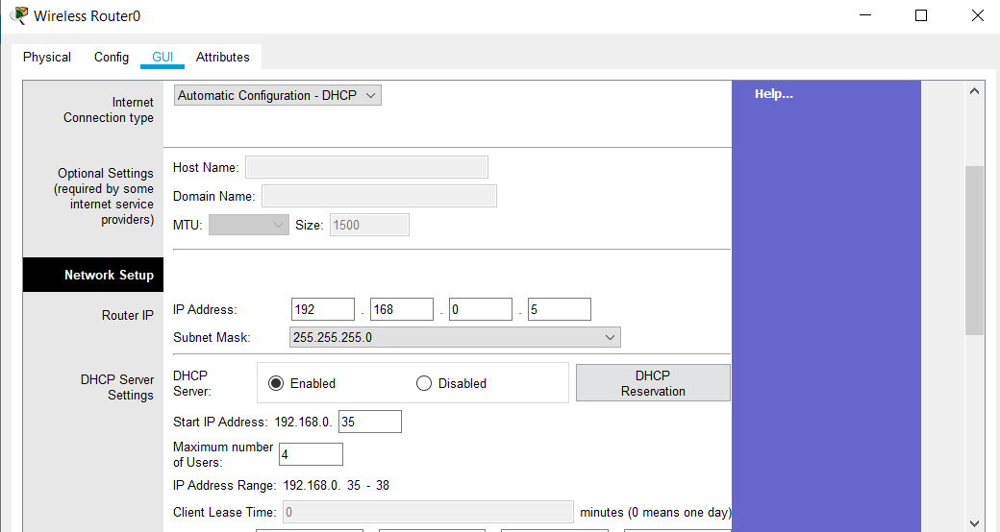 Wireless Router0
Physical Config GUI Attributes
Internet
Connection type
Automatic Configuration - DHCP
Help...
Optional Settings
(required by some
internet service
providers)
Host Name:
Domain Name:
MTU: Size: 1500
Network Setup
Router IP
IP Address: 192 . 168 . 0 . 5
Subnet Mask: 255.255.255.0
DHCP Server
Settings
DHCP
Server:
Enabled Disabled
DHCP
Reservation
Start IP Address: 192.168.0. 35
Maximum number
of Users:
4
IP Address Range: 192.168.0. 35 - 38
Client Lease Time: 0 minutes (0 means one day)